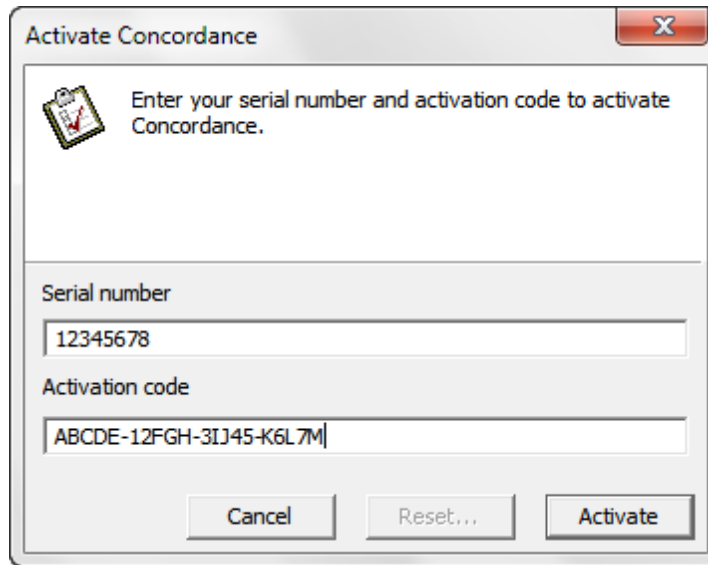 Activate Concordance
Enter your serial number and activation code to activate
Concordance.
Serial number
12345678
Activation code
ABCDE-12FGH-3IJ45-K6L7M
Cancel
Reset...
Activate